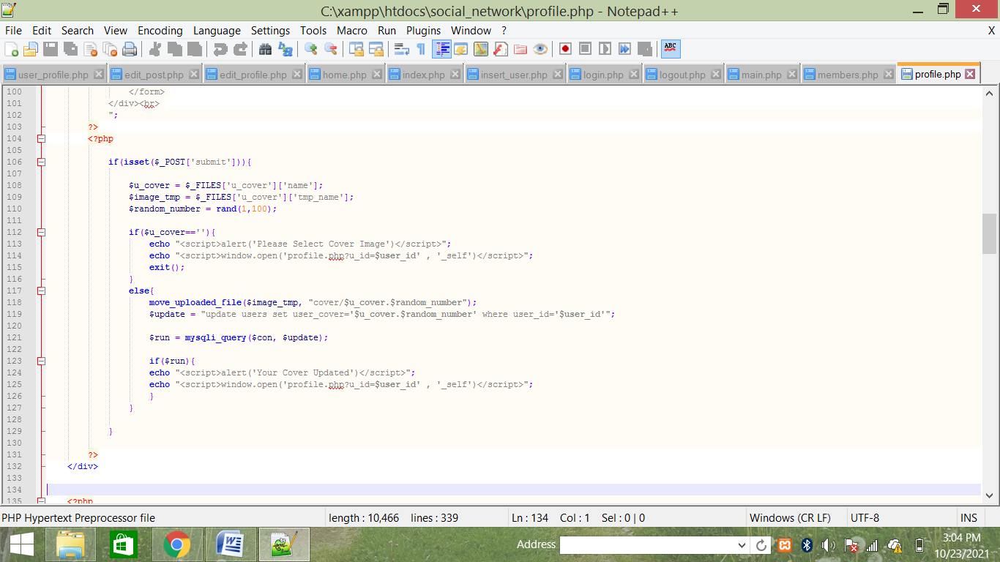 C:\xampp\htdocs\social_network\profile.php - Notepad++
File Edit Search View Encoding Language Settings Tools Macro Run Plugins Window ? X
ABC
user_profile.php edit_post.php edit_profile.php home.php index.php insert_user.php login.php logout.php main.php members.php profile.php
100 </form>
101 </div><br>
102 ";
103 ?>
104 <?php
105
106 if(isset($_POST['submit'])){
107
108 $u_cover = $_FILES['u_cover']['name'];
109 $image_tmp = $_FILES['u_cover']['tmp_name'];
110 $random_number = rand(1,100);
111
112 if($u_cover==''){
113 echo "<script>alert('Please Select Cover Image')</script>";
114 echo "<script>window.open('profile.php?u_id=$user_id' , '_self')</script>";
115 exit();
116 }
117 else{
118 move_uploaded_file($image_tmp, "cover/$u_cover.$random_number");
119 $update = "update users set user_cover='$u_cover.$random_number' where user_id='$user_id'";
120
121 $run = mysqli_query($con, $update);
122
123 if($run){
124 echo "<script>alert('Your Cover Updated')</script>";
125 echo "<script>window.open('profile.php?u_id=$user_id' , '_self')</script>";
126 }
127 }
128
129 }
130
131 ?>
132 </div>
133
134
135 <?php
PHP Hypertext Preprocessor file length : 10,466 lines : 339 Ln : 134 Col : 1 Sel : 0 | 0 Windows (CR LF) UTF-8 INS
Address
3:04 PM
10/23/2021